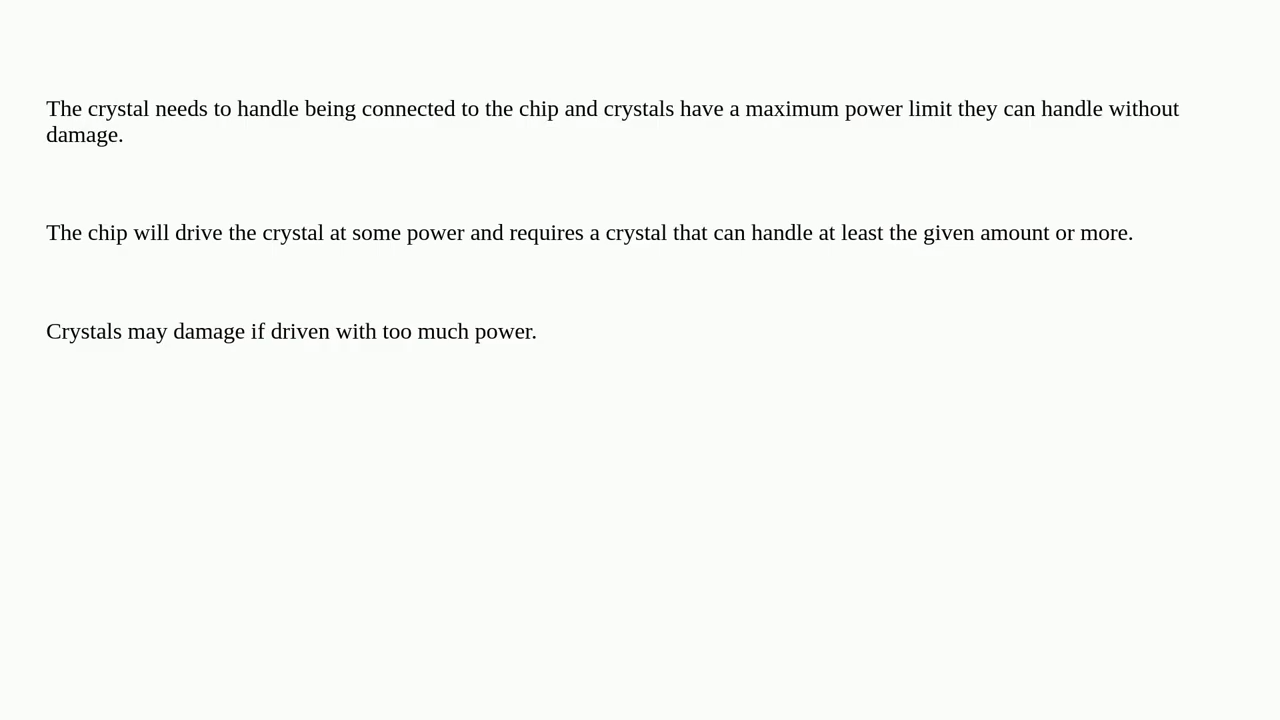 The crystal needs to handle being connected to the chip and crystals have a maximum power limit they can handle without
damage.
The chip will drive the crystal at some power and requires a crystal that can handle at least the given amount or more.
Crystals may damage if driven with too much power.